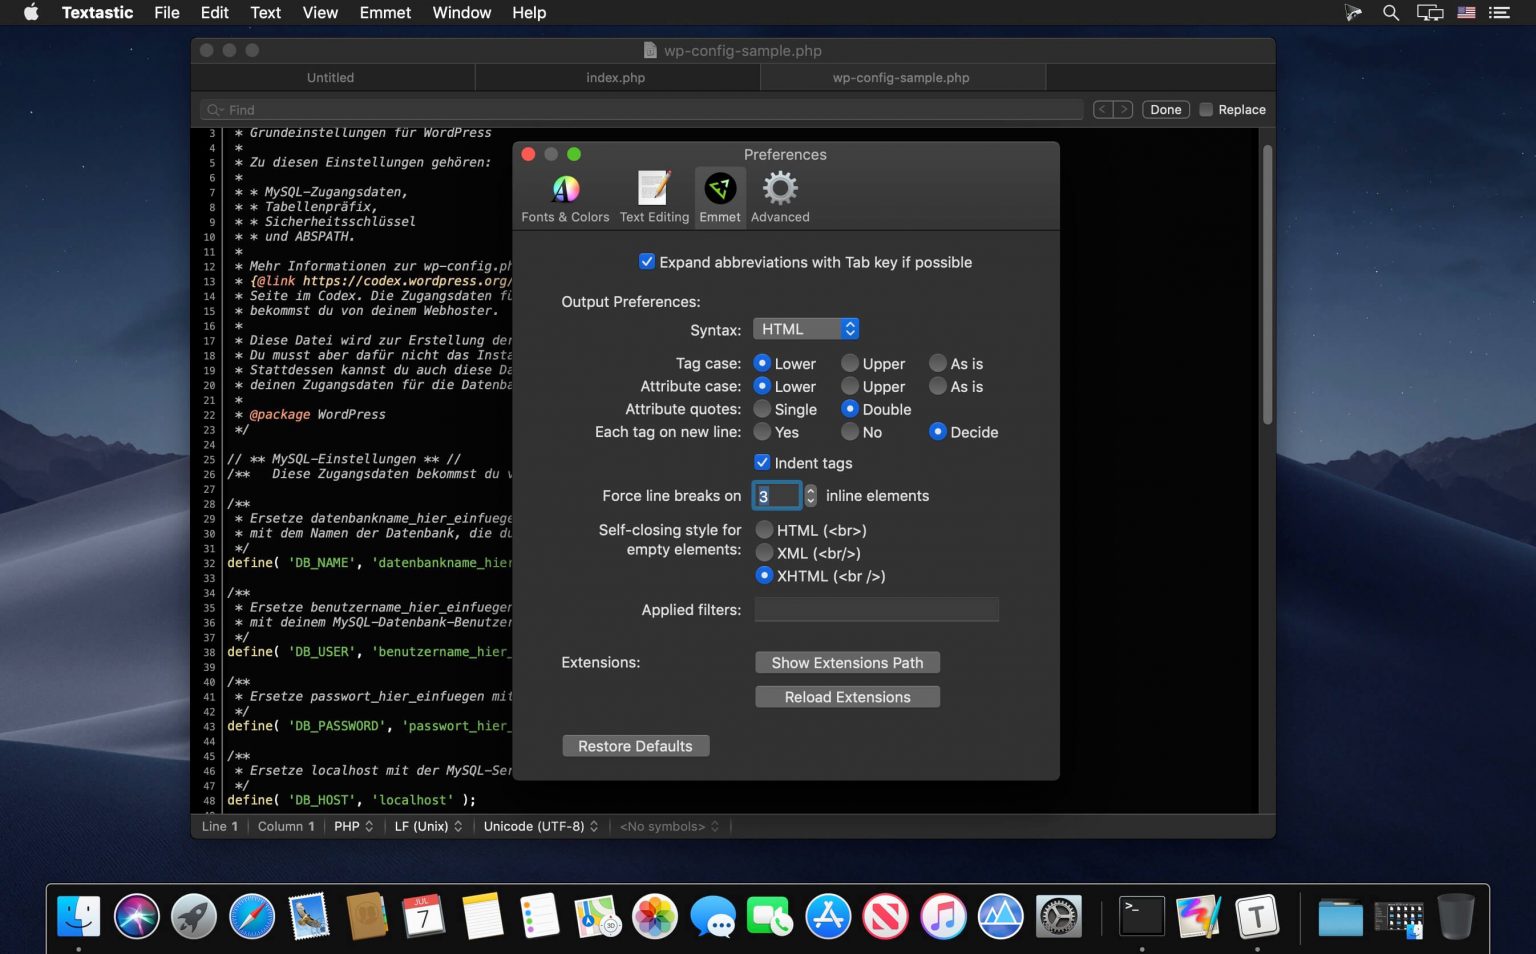 Textastic File Edit Text View Emmet Window Help
wp-config-sample.php
Untitled index.php wp-config-sample.php
Find Done Replace
3 * Grundeinstellungen für WordPress
4 *
5 * Zu diesen Einstellungen gehören:
6 *
7 * * MySQL-Zugangsdaten,
8 * * Tabellenpräfix,
9 * * Sicherheitsschlüssel
10 * * und ABSPATH.
11 *
12 * Mehr Informationen zur wp-config.ph
13 * {@link https://codex.wordpress.org/
14 * Seite im Codex. Die Zugangsdaten fü
15 * bekommst du von deinem Webhoster.
16 *
17 * Diese Datei wird zur Erstellung der
18 * Du musst aber dafür nicht das Insta
19 * Stattdessen kannst du auch diese Da
20 * deinen Zugangsdaten für die Datenba
21 *
22 * @package WordPress
23 */
24
25 // ** MySQL-Einstellungen ** //
26 /** Diese Zugangsdaten bekommst du v
27
28 /**
29 * Ersetze datenbankname_hier_einfuege
30 * mit dem Namen der Datenbank, die du
31 */
32 define( 'DB_NAME', 'datenbankname_hier
33
34 /**
35 * Ersetze benutzername_hier_einfuegen
36 * mit deinem MySQL-Datenbank-Benutzer
37 */
38 define( 'DB_USER', 'benutzername_hier_
39
40 /**
41 * Ersetze passwort_hier_einfuegen mit
42 */
43 define( 'DB_PASSWORD', 'passwort_hier_
44
45 /**
46 * Ersetze localhost mit der MySQL-Ser
47 */
48 define( 'DB_HOST', 'localhost' );
Line 1 Column 1 PHP LF (Unix) Unicode (UTF-8) <No symbols>
Preferences
Fonts & Colors Text Editing Emmet Advanced
Expand abbreviations with Tab key if possible
Output Preferences:
Syntax: HTML
Tag case: Lower Upper As is
Attribute case: Lower Upper As is
Attribute quotes: Single Double
Each tag on new line: Yes No Decide
Indent tags
Force line breaks on 3 inline elements
Self-closing style for
empty elements:
HTML (<br>)
XML (<br/>)
XHTML (<br />)
Applied filters:
Extensions: Show Extensions Path
Reload Extensions
Restore Defaults
JUL
7
3D
>_
T